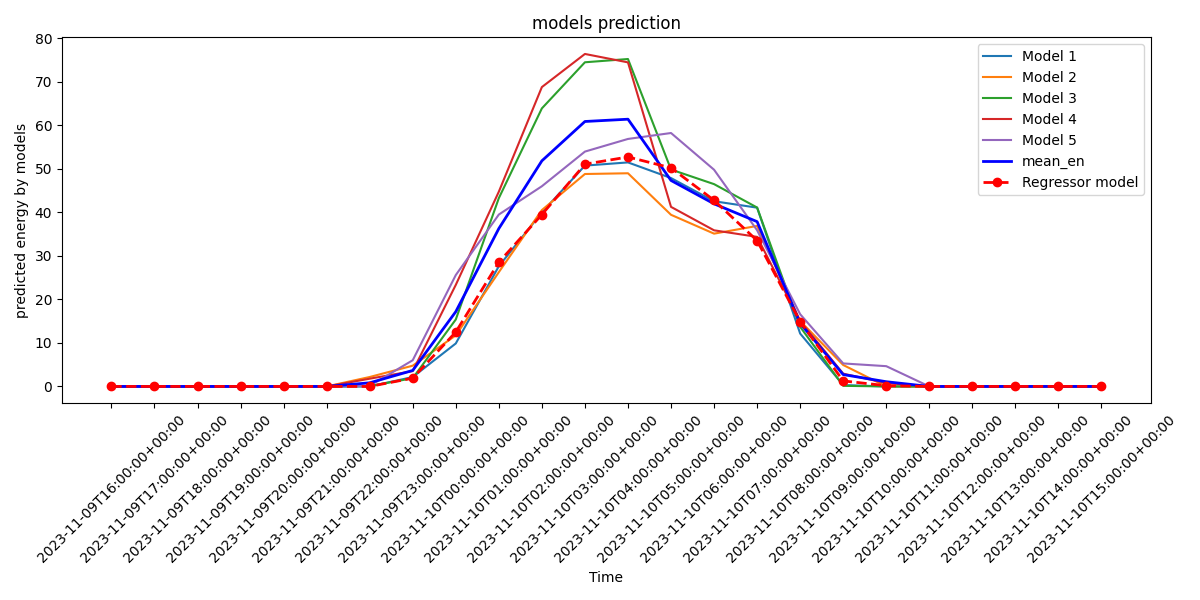 models prediction
predicted energy by models
80
70
60
50
40
30
20
10
0
Model 1
Model 2
Model 3
Model 4
Model 5
mean_en
Regressor model
2023-11-09T16:00:00+00:00
2023-11-09T17:00:00+00:00
2023-11-09T18:00:00+00:00
2023-11-09T19:00:00+00:00
2023-11-09T20:00:00+00:00
2023-11-09T21:00:00+00:00
2023-11-09T22:00:00+00:00
2023-11-09T23:00:00+00:00
2023-11-10T00:00:00+00:00
2023-11-10T01:00:00+00:00
2023-11-10T02:00:00+00:00
2023-11-10T03:00:00+00:00
2023-11-10T04:00:00+00:00
2023-11-10T05:00:00+00:00
2023-11-10T06:00:00+00:00
2023-11-10T07:00:00+00:00
2023-11-10T08:00:00+00:00
2023-11-10T09:00:00+00:00
2023-11-10T10:00:00+00:00
2023-11-10T11:00:00+00:00
2023-11-10T12:00:00+00:00
2023-11-10T13:00:00+00:00
2023-11-10T14:00:00+00:00
2023-11-10T15:00:00+00:00
Time